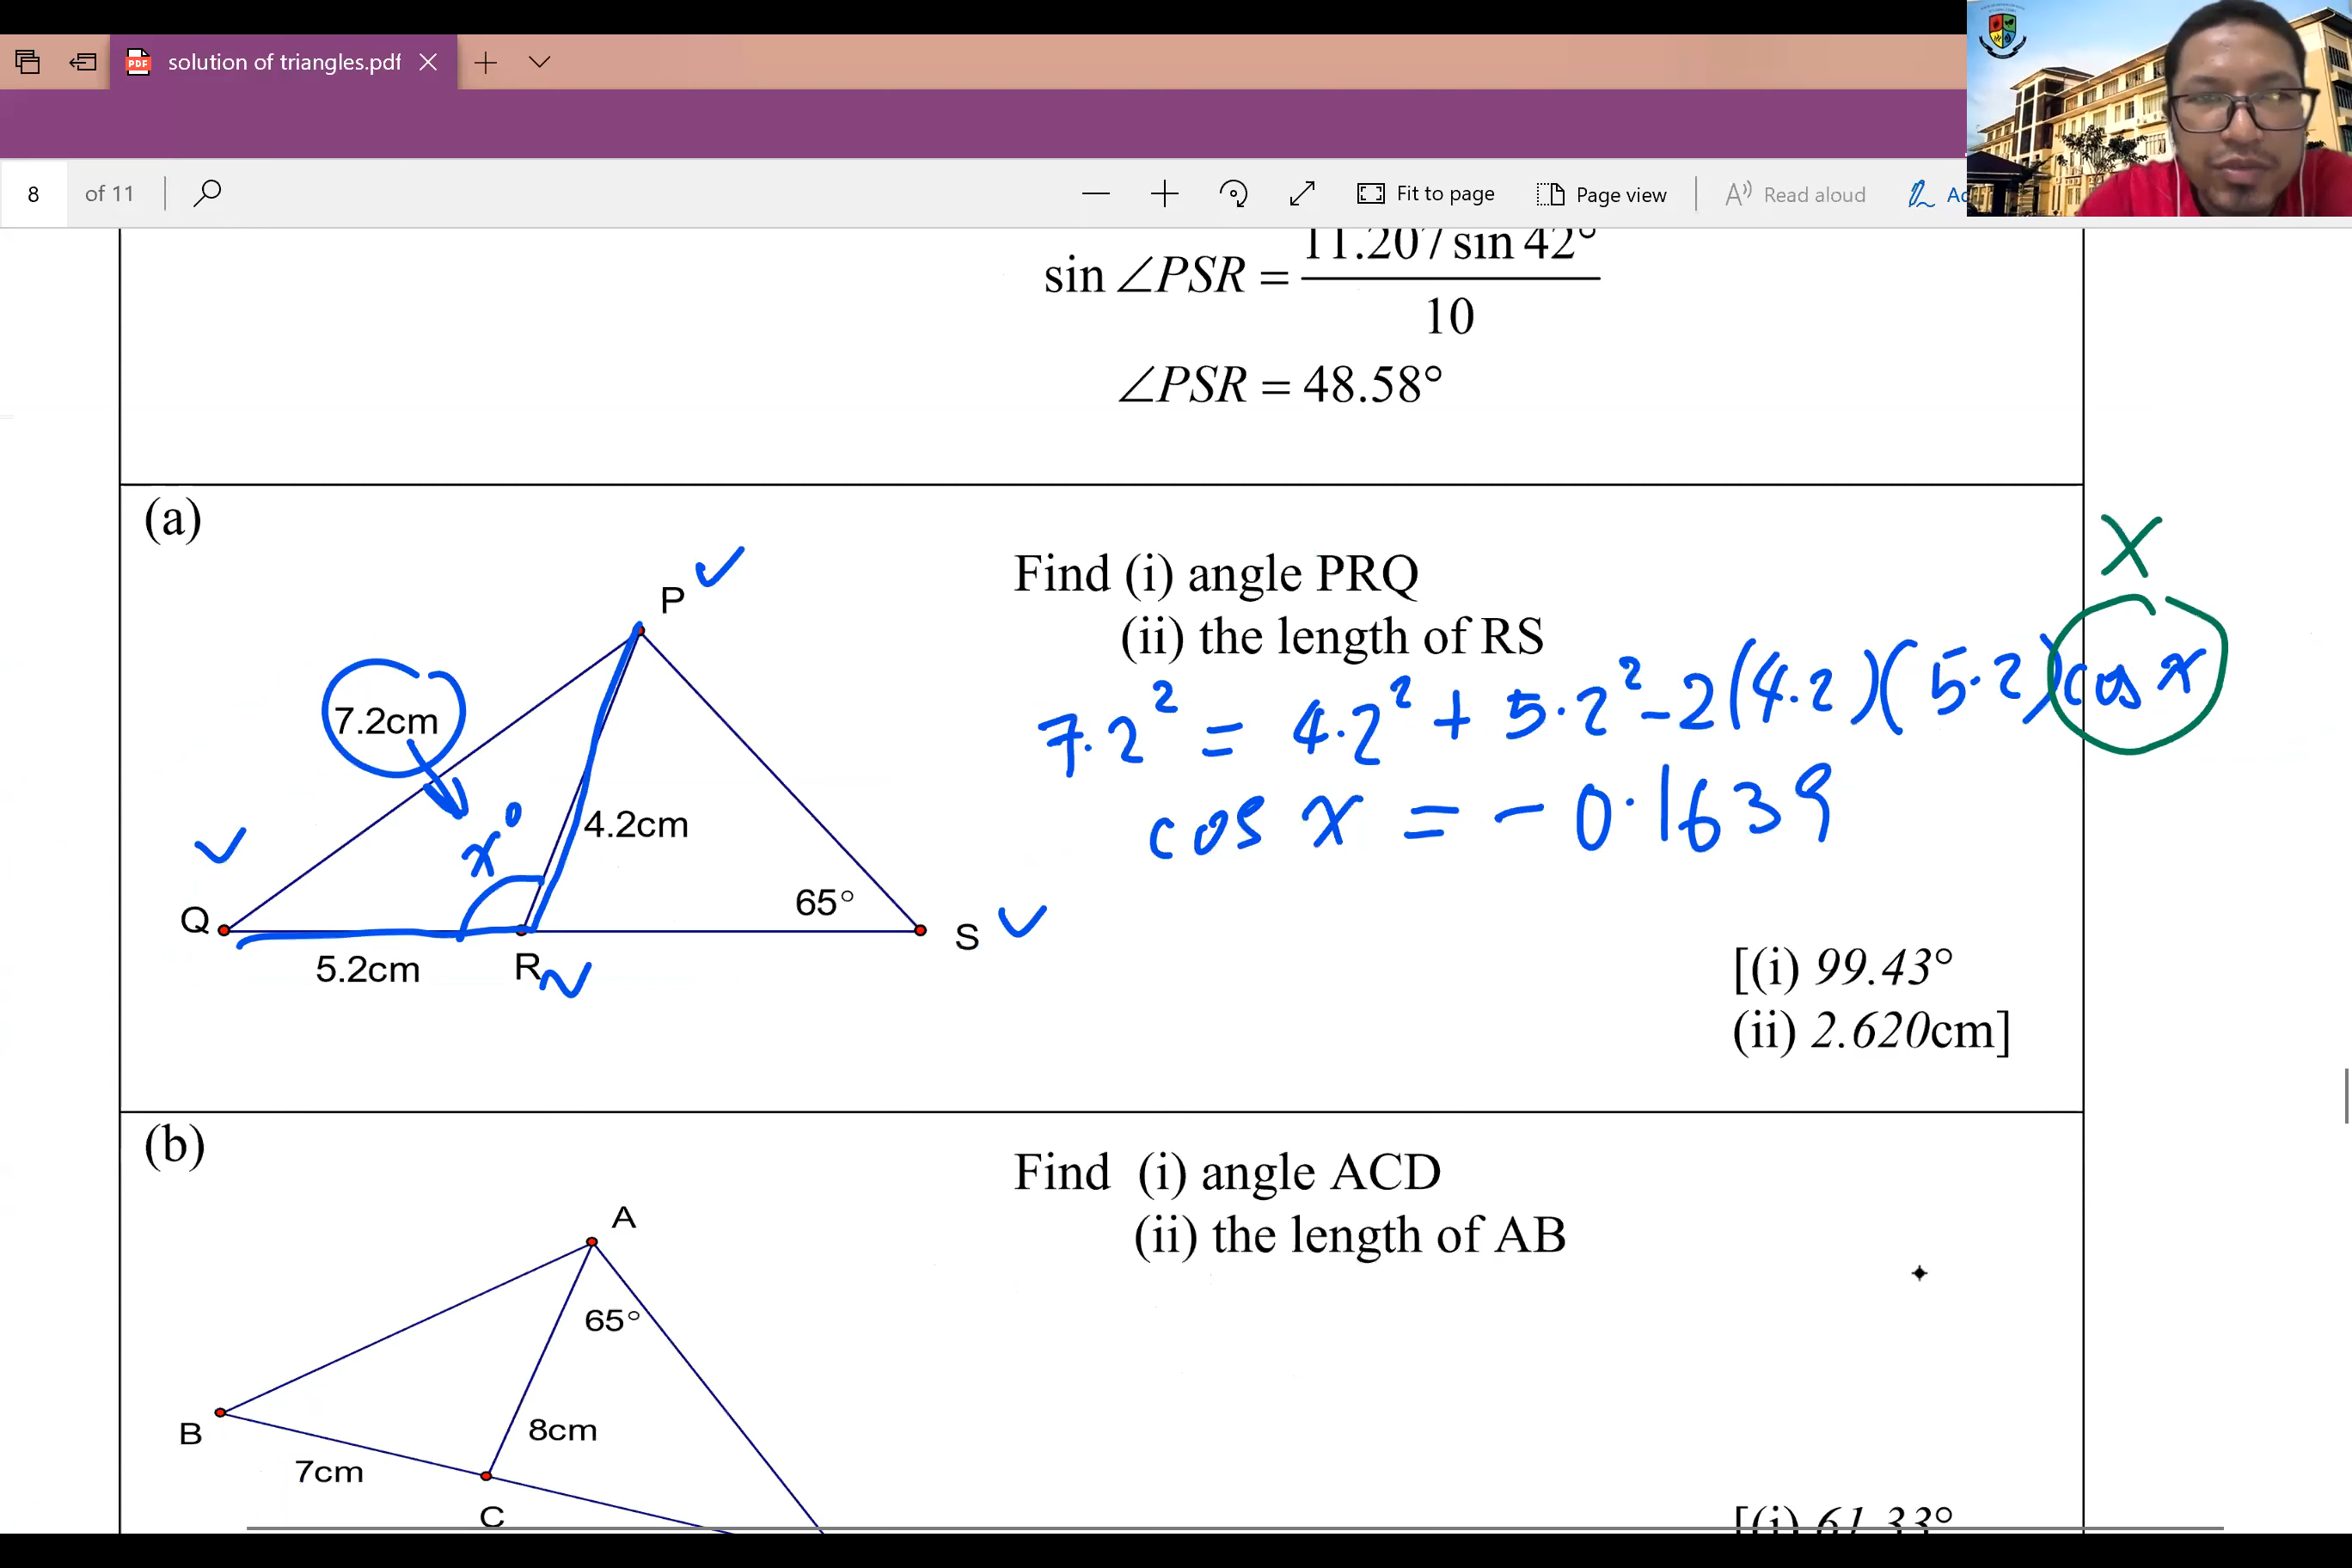 solution of triangles.pdf
8 of 11
Fit to page
Page view
Read aloud
sin ∠PSR = 11.207 sin 42° / 10
∠PSR = 48.58°
(a)
Find (i) angle PRQ
(ii) the length of RS
P
7.2cm
x°
4.2cm
65°
Q
S
5.2cm
R
X
7.2² = 4.2² + 5.2² - 2(4.2)(5.2)cos x
cos x = - 0.1639
[(i) 99.43°
(ii) 2.620cm]
(b)
Find (i) angle ACD
(ii) the length of AB
A
65°
B
8cm
7cm
C
[(i) 61.33°